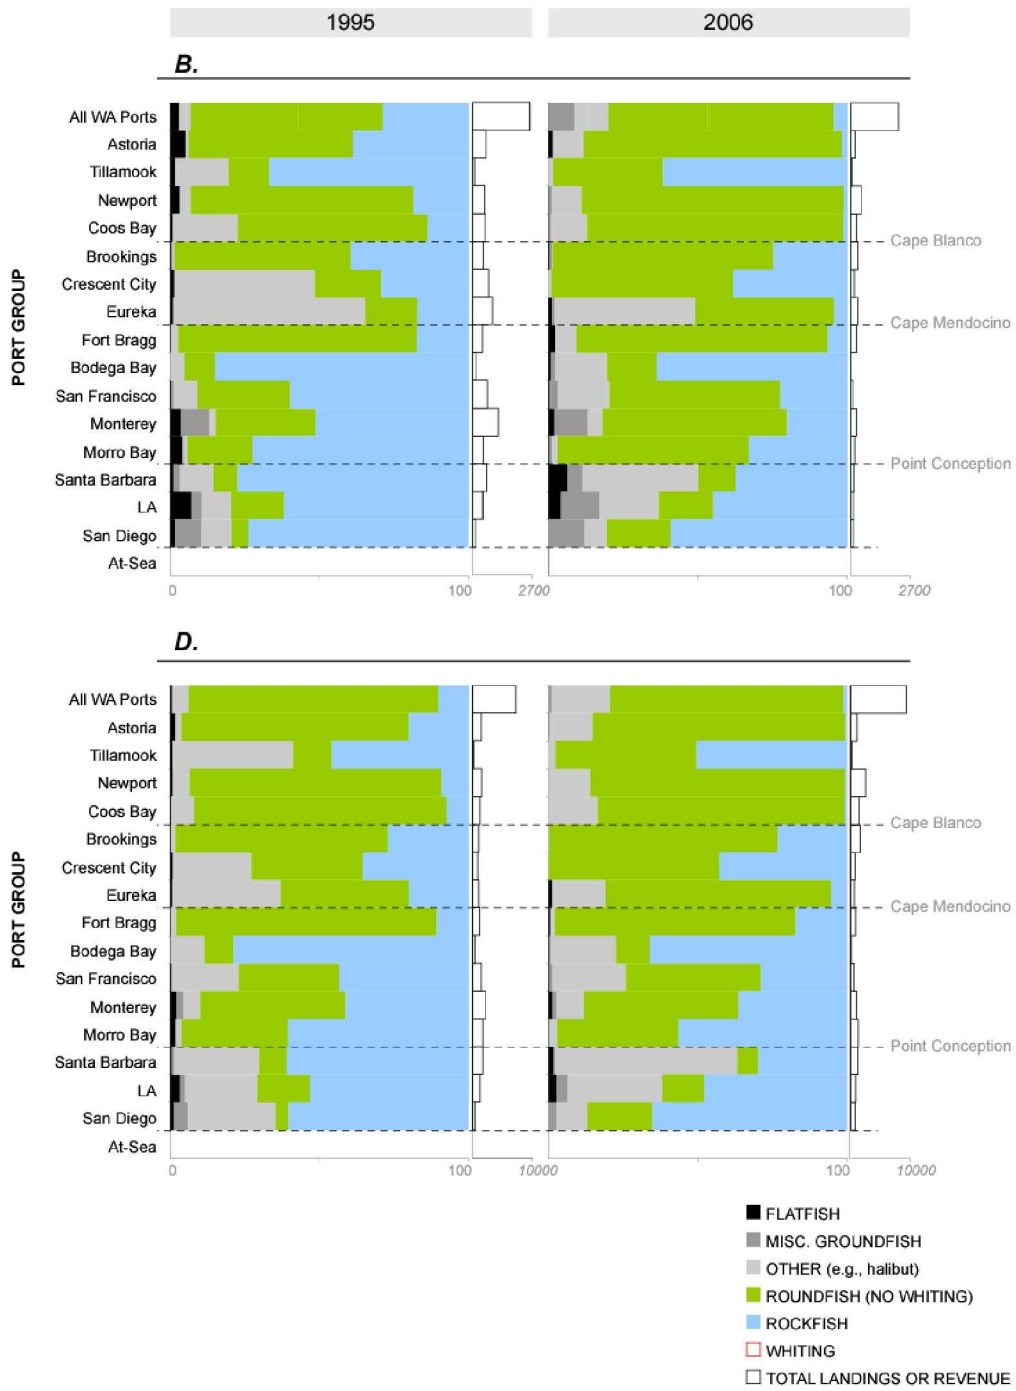 1995 2006
B.
All WA Ports
Astoria
Tillamook
Newport
Coos Bay
Cape Blanco
Brookings
Crescent City
Eureka
Cape Mendocino
Fort Bragg
Bodega Bay
San Francisco
Monterey
Morro Bay
Point Conception
Santa Barbara
LA
San Diego
At-Sea
PORT GROUP
0 100 2700 100 2700
D.
All WA Ports
Astoria
Tillamook
Newport
Coos Bay
Cape Blanco
Brookings
Crescent City
Eureka
Cape Mendocino
Fort Bragg
Bodega Bay
San Francisco
Monterey
Morro Bay
Point Conception
Santa Barbara
LA
San Diego
At-Sea
PORT GROUP
0 100 10000 100 10000
FLATFISH
MISC. GROUNDFISH
OTHER (e.g., halibut)
ROUNDFISH (NO WHITING)
ROCKFISH
WHITING
TOTAL LANDINGS OR REVENUE